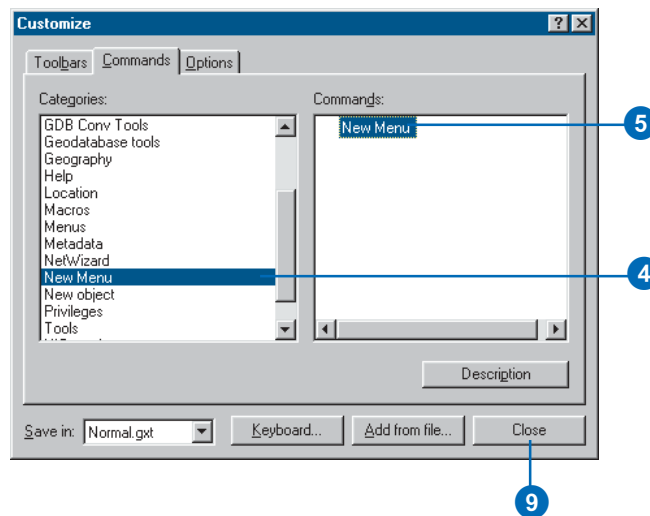 Customize
Toolbars Commands Options
Categories: Commands:
GDB Conv Tools
Geodatabase tools
Geography
Help
Location
Macros
Menus
Metadata
NetWizard
New Menu
New object
Privileges
Tools
New Menu
5
4
Description
Save in: Normal.gxt Keyboard... Add from file... Close
9